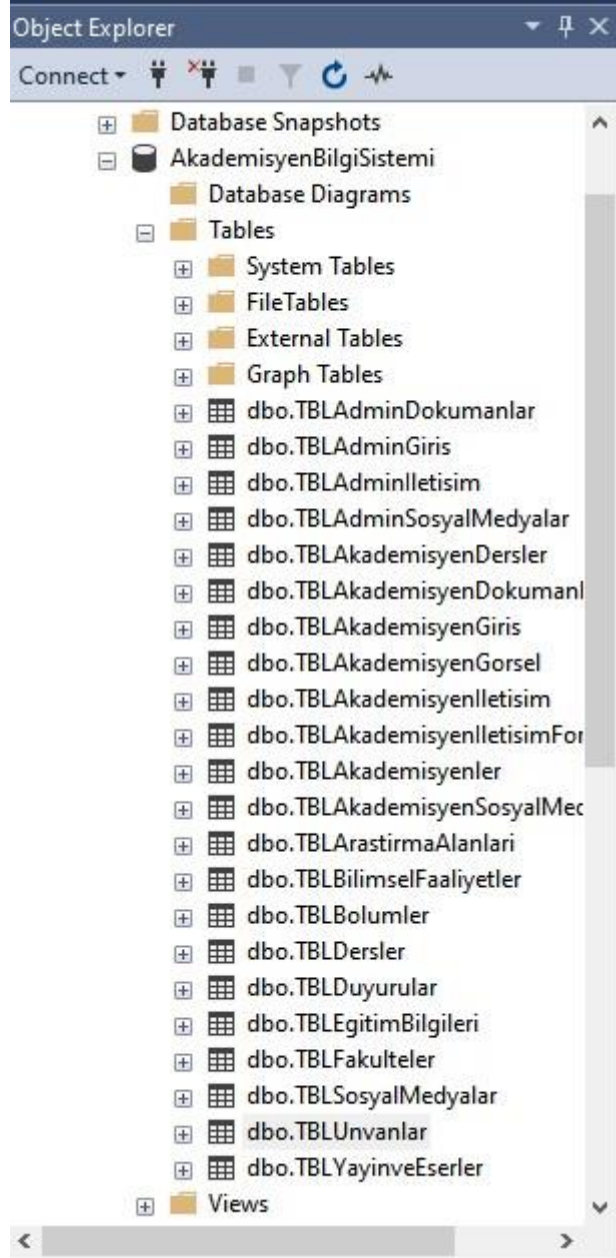 Object Explorer
Connect
Database Snapshots
AkademisyenBilgiSistemi
Database Diagrams
Tables
System Tables
FileTables
External Tables
Graph Tables
dbo.TBLAdminDokumanlar
dbo.TBLAdminGiris
dbo.TBLAdminIletisim
dbo.TBLAdminSosyalMedyalar
dbo.TBLAkademisyenDersler
dbo.TBLAkademisyenDokumanl
dbo.TBLAkademisyenGiris
dbo.TBLAkademisyenGorsel
dbo.TBLAkademisyenIletisim
dbo.TBLAkademisyenIletisimFor
dbo.TBLAkademisyenler
dbo.TBLAkademisyenSosyalMed
dbo.TBLArastirmaAlanlari
dbo.TBLBilimselFaaliyetler
dbo.TBLBolumler
dbo.TBLDersler
dbo.TBLDuyurular
dbo.TBLEgitimBilgileri
dbo.TBLFakulteler
dbo.TBLSosyalMedyalar
dbo.TBLUnvanlar
dbo.TBLYayinveEserler
Views